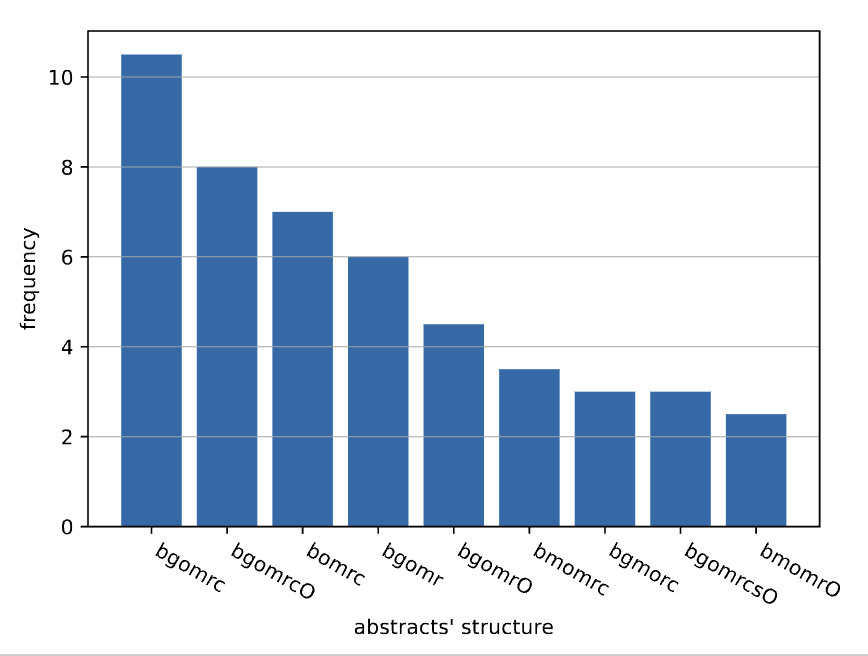 10
8
6
4
2
0
frequency
bgomrc
bgomrcO
bomrc
bgomr
bgomrO
bmomrc
bgmorc
bgomrcsO
bmomrO
abstracts' structure